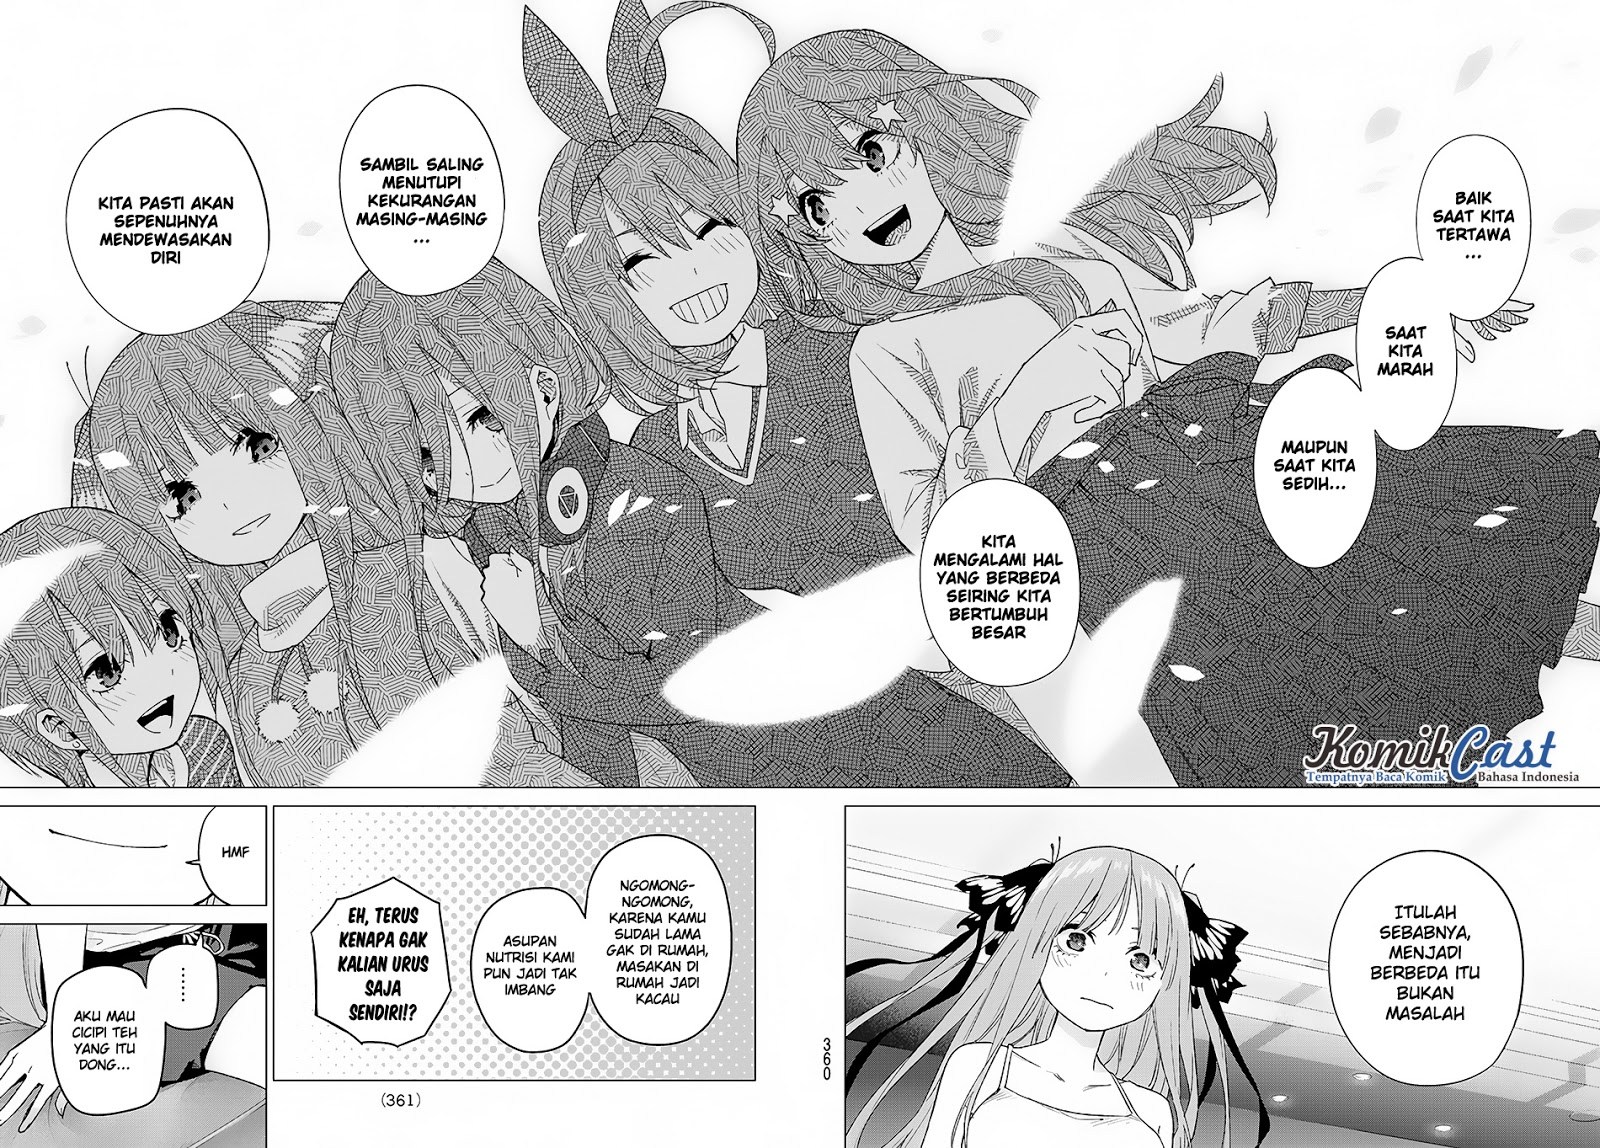 BAIK
SAAT KITA
TERTAWA
...
SAAT
KITA
MARAH
MAUPUN
SAAT KITA
SEDIH...
KITA
MENGALAMI HAL
YANG BERBEDA
SEIRING KITA
BERTUMBUH
BESAR
SAMBIL SALING
MENUTUPI
KEKURANGAN
MASING-MASING
...
KITA PASTI AKAN
SEPENUHNYA
MENDEWASAKAN
DIRI
KomikCast
Tempatnya Baca Komik Bahasa Indonesia
ITULAH
SEBABNYA,
MENJADI
BERBEDA ITU
BUKAN
MASALAH
360
NGOMONG-
NGOMONG,
KARENA KAMU
SUDAH LAMA
GAK DI RUMAH,
MASAKAN DI
RUMAH JADI
KACAU
ASUPAN
NUTRISI KAMI
PUN JADI TAK
IMBANG
EH, TERUS
KENAPA GAK
KALIAN URUS
SAJA
SENDIRI!?
(361)
HMF
......
AKU MAU
CICIPI TEH
YANG ITU
DONG...